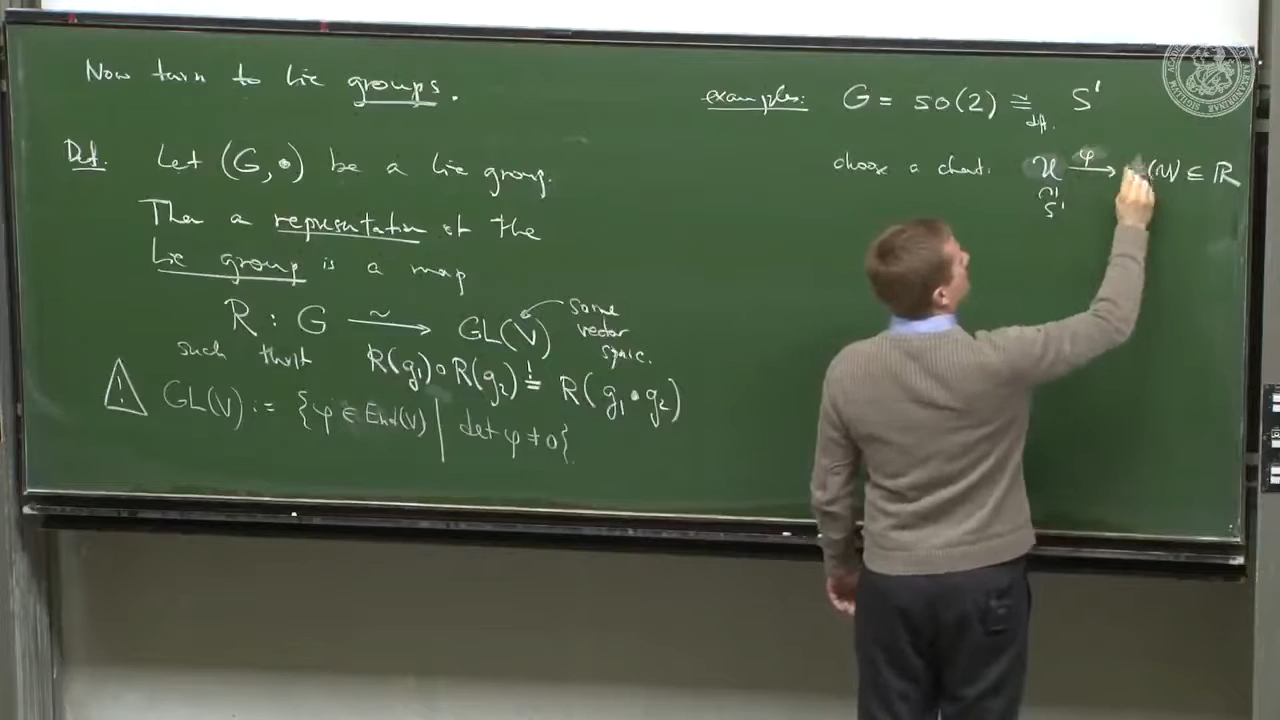 Now turn to Lie groups.
Def. Let (G, •) be a Lie group.
Then a representation of the
Lie group is a map
R : G ⟶̃ GL(V) some vector space.
such that R(g₁) ∘ R(g₂) =! R(g₁ • g₂)
⚠ GL(V) := {φ ∈ End(V) | det φ ≠ 0}
examples: G = SO(2) ≅ diff. S¹
choose a chart: U φ⟶ (U) ⊆ ℝ
S¹